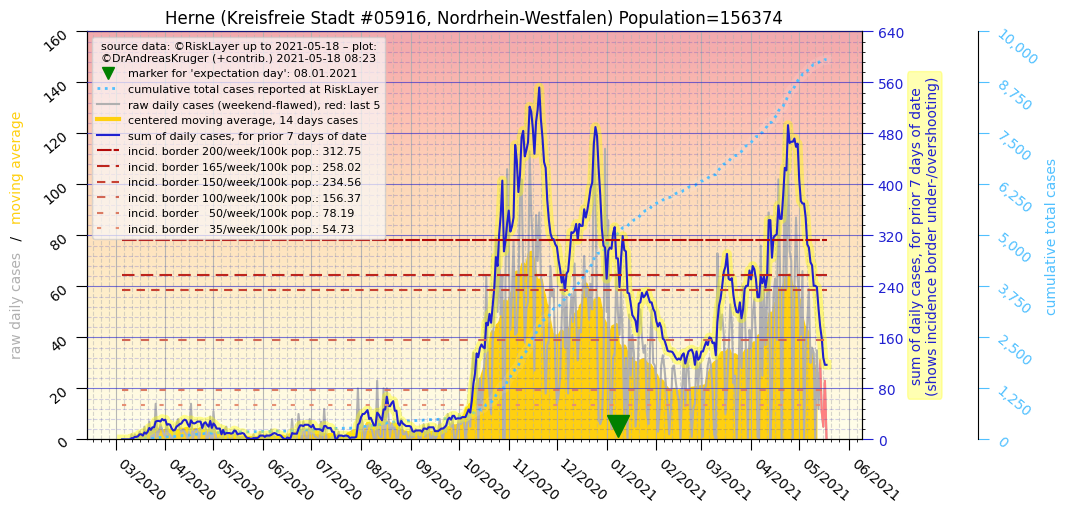 Herne (Kreisfreie Stadt #05916, Nordrhein-Westfalen) Population=156374
source data: ©RiskLayer up to 2021-05-18 – plot:
©DrAndreasKruger (+contrib.) 2021-05-18 08:23
marker for 'expectation day': 08.01.2021
cumulative total cases reported at RiskLayer
raw daily cases (weekend-flawed), red: last 5
centered moving average, 14 days cases
sum of daily cases, for prior 7 days of date
incid. border 200/week/100k pop.: 312.75
incid. border 165/week/100k pop.: 258.02
incid. border 150/week/100k pop.: 234.56
incid. border 100/week/100k pop.: 156.37
incid. border 50/week/100k pop.: 78.19
incid. border 35/week/100k pop.: 54.73
raw daily cases / moving average
160
140
120
100
80
60
40
20
0
03/2020
04/2020
05/2020
06/2020
07/2020
08/2020
09/2020
10/2020
11/2020
12/2020
01/2021
02/2021
03/2021
04/2021
05/2021
06/2021
640
560
480
400
320
240
160
80
0
sum of daily cases, for prior 7 days of date
(shows incidence border under-/overshooting)
10,000
8,750
7,500
6,250
5,000
3,750
2,500
1,250
0
cumulative total cases